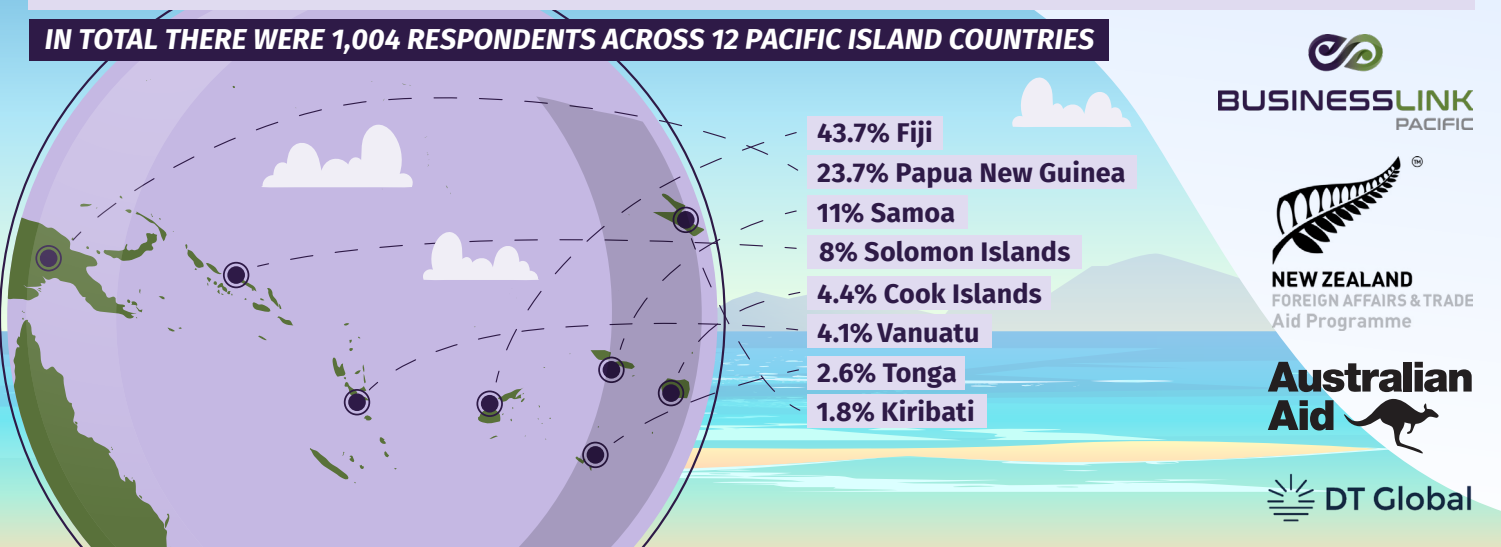 IN TOTAL THERE WERE 1,004 RESPONDENTS ACROSS 12 PACIFIC ISLAND COUNTRIES
43.7% Fiji
23.7% Papua New Guinea
11% Samoa
8% Solomon Islands
4.4% Cook Islands
4.1% Vanuatu
2.6% Tonga
1.8% Kiribati
BUSINESSLINK
PACIFIC
TM
NEW ZEALAND
FOREIGN AFFAIRS & TRADE
Aid Programme
Australian
Aid
DT Global